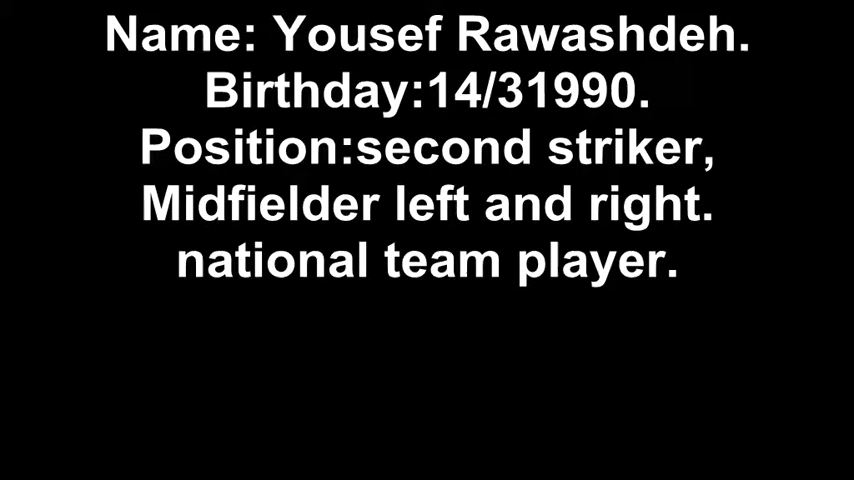 Name: Yousef Rawashdeh.
Birthday:14/31990.
Position:second striker,
Midfielder left and right.
national team player.